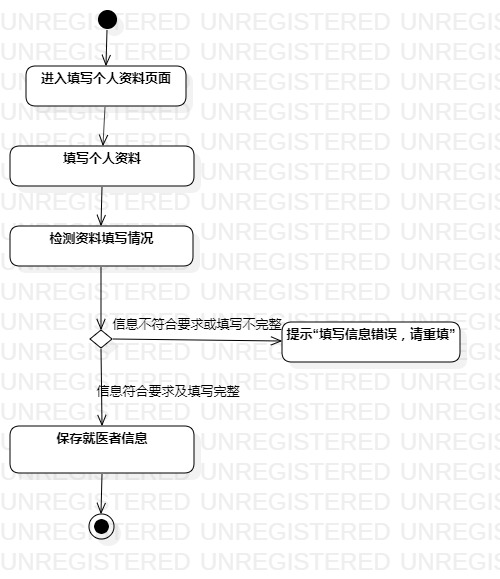 进入填写个人资料页面
填写个人资料
检测资料填写情况
信息不符合要求或填写不完整
提示“填写信息错误，请重填”
信息符合要求及填写完整
保存就医者信息
UNREGISTERED